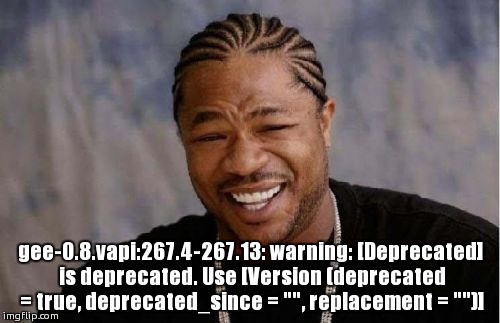 gee-0.8.vapi:267.4-267.13: warning: [Deprecated]
is deprecated. Use [Version (deprecated
= true, deprecated_since = "", replacement = "")]
imgflip.com